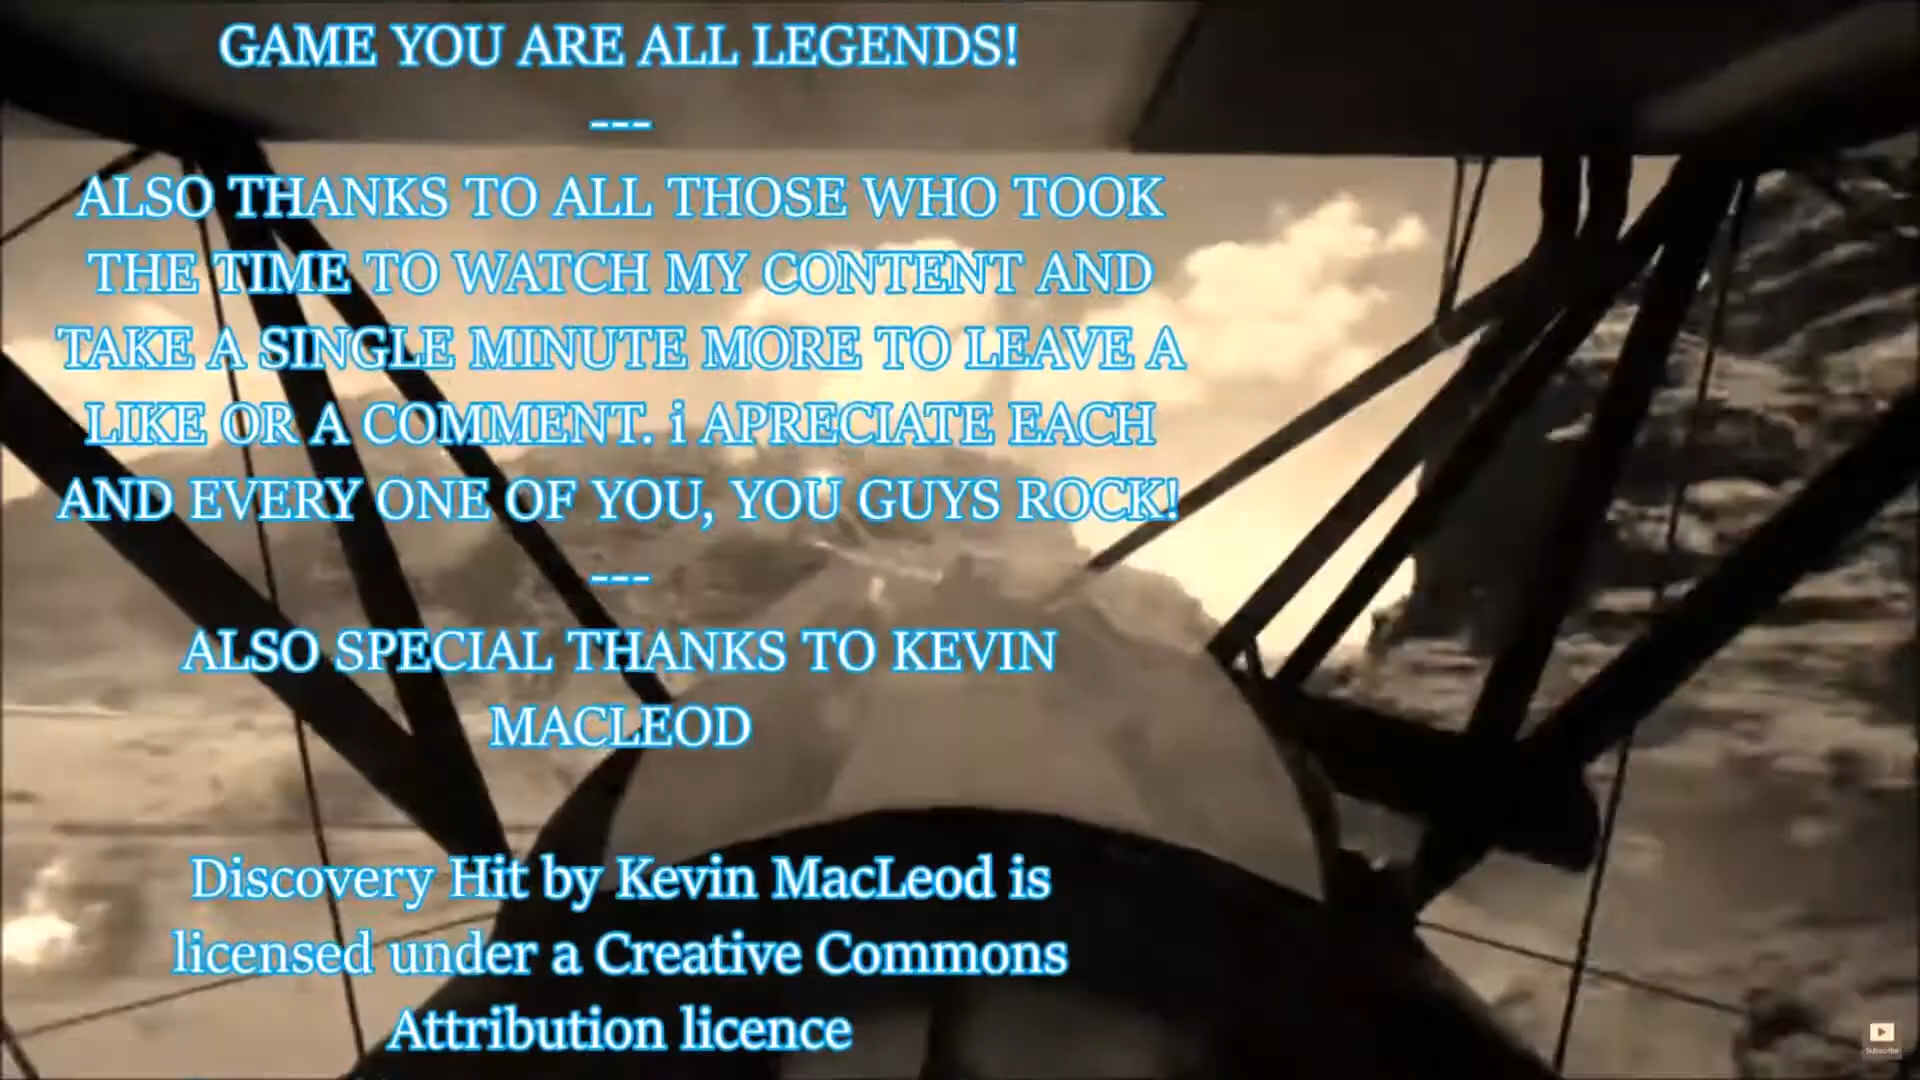 GAME YOU ARE ALL LEGENDS!
---
ALSO THANKS TO ALL THOSE WHO TOOK
THE TIME TO WATCH MY CONTENT AND
TAKE A SINGLE MINUTE MORE TO LEAVE A
LIKE OR A COMMENT. i APRECIATE EACH
AND EVERY ONE OF YOU, YOU GUYS ROCK!
---
ALSO SPECIAL THANKS TO KEVIN
MACLEOD
Discovery Hit by Kevin MacLeod is
licensed under a Creative Commons
Attribution licence
Subscribe